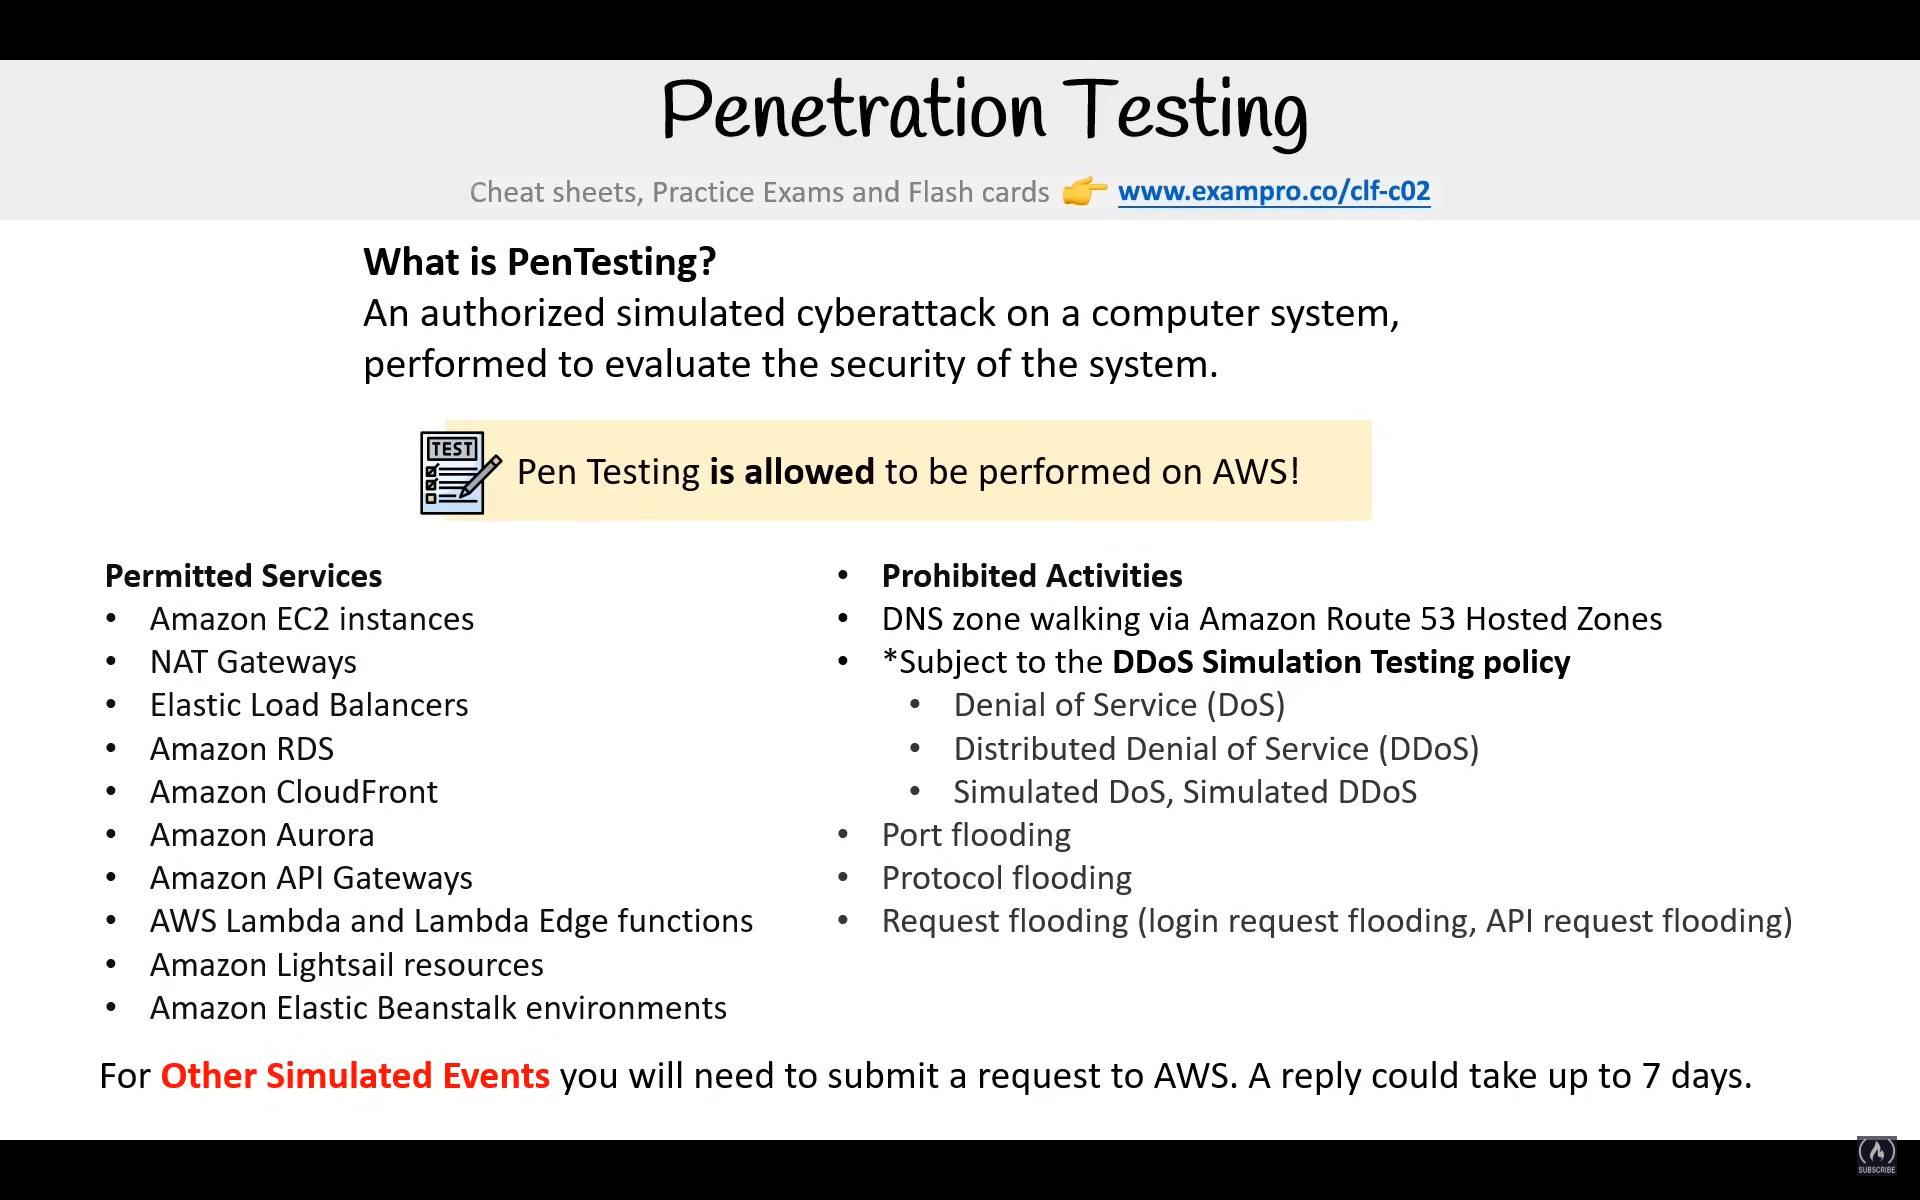 Penetration Testing
Cheat sheets, Practice Exams and Flash cards 👉 www.exampro.co/clf-c02
What is PenTesting?
An authorized simulated cyberattack on a computer system,
performed to evaluate the security of the system.
TEST
Pen Testing is allowed to be performed on AWS!
Permitted Services
• Amazon EC2 instances
• NAT Gateways
• Elastic Load Balancers
• Amazon RDS
• Amazon CloudFront
• Amazon Aurora
• Amazon API Gateways
• AWS Lambda and Lambda Edge functions
• Amazon Lightsail resources
• Amazon Elastic Beanstalk environments
• Prohibited Activities
• DNS zone walking via Amazon Route 53 Hosted Zones
• *Subject to the DDoS Simulation Testing policy
• Denial of Service (DoS)
• Distributed Denial of Service (DDoS)
• Simulated DoS, Simulated DDoS
• Port flooding
• Protocol flooding
• Request flooding (login request flooding, API request flooding)
For Other Simulated Events you will need to submit a request to AWS. A reply could take up to 7 days.
SUBSCRIBE